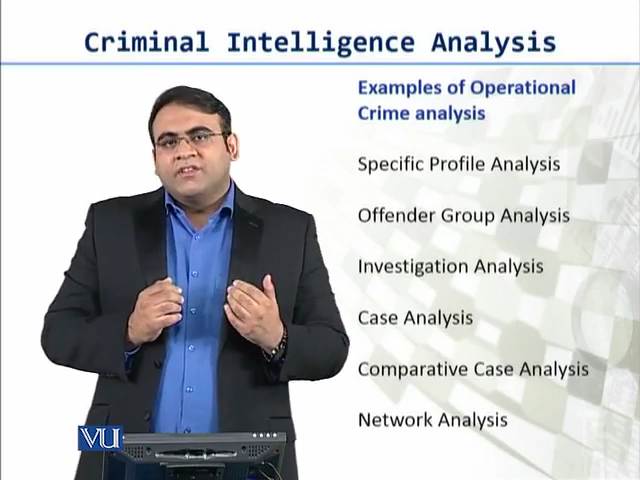 Criminal Intelligence Analysis
Examples of Operational
Crime analysis
Specific Profile Analysis
Offender Group Analysis
Investigation Analysis
Case Analysis
Comparative Case Analysis
Network Analysis
VU